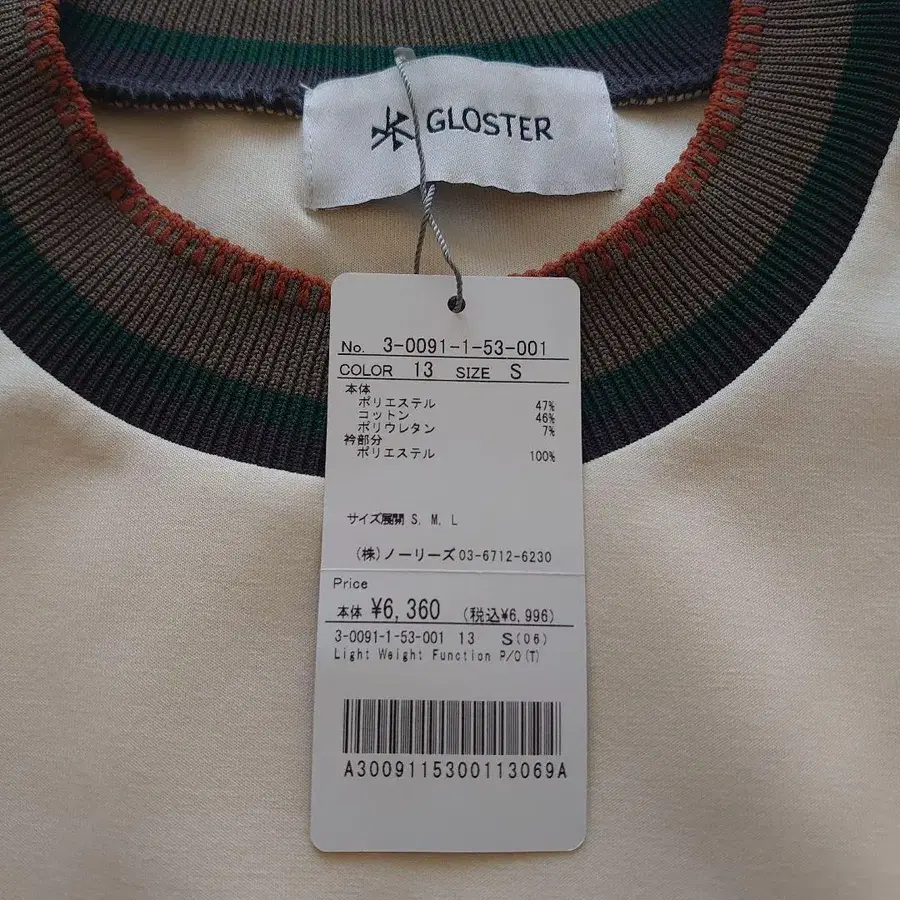 GLOSTER
No. 3-0091-1-53-001
COLOR 13 SIZE S
本体
ポリエステル 47%
コットン 46%
ポリウレタン 7%
衿部分
ポリエステル 100%
サイズ展開 S, M, L
(株)ノーリーズ 03-6712-6230
Price
本体 ¥6,360 (税込¥6,996)
3-0091-1-53-001 13 S(06)
Light Weight Function P/O(T)
A3009115300113069A